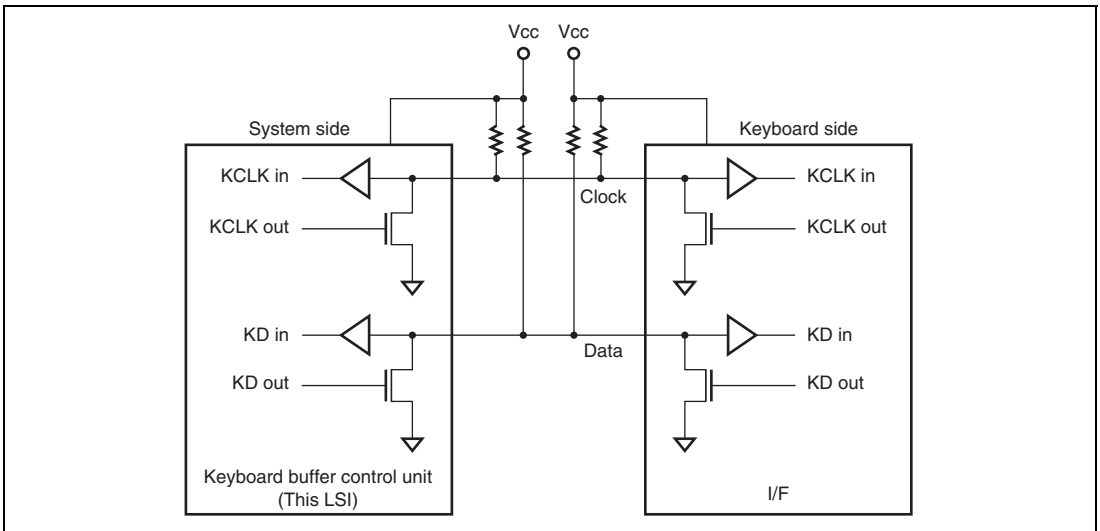 Vcc Vcc
System side
Keyboard side
KCLK in
KCLK in
Clock
KCLK out
KCLK out
KD in
KD in
Data
KD out
KD out
Keyboard buffer control unit
(This LSI)
I/F